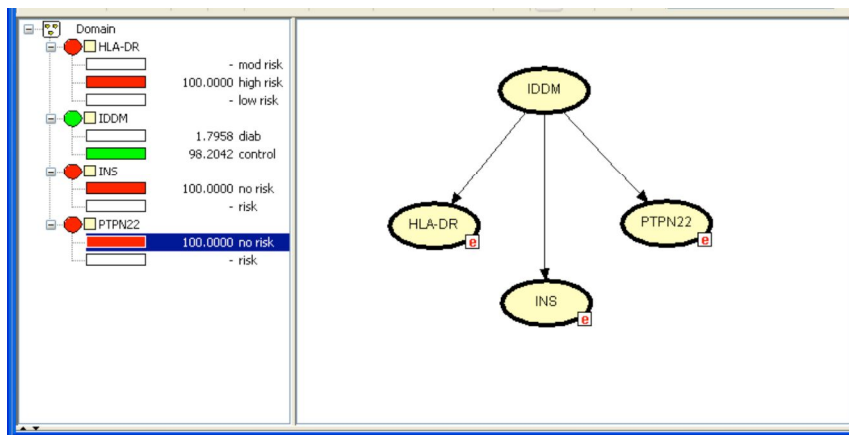 Domain
HLA-DR
- mod risk
100.0000 high risk
- low risk
IDDM
1.7958 diab
98.2042 control
INS
100.0000 no risk
- risk
PTPN22
100.0000 no risk
- risk
IDDM
HLA-DR
e
PTPN22
e
INS
e